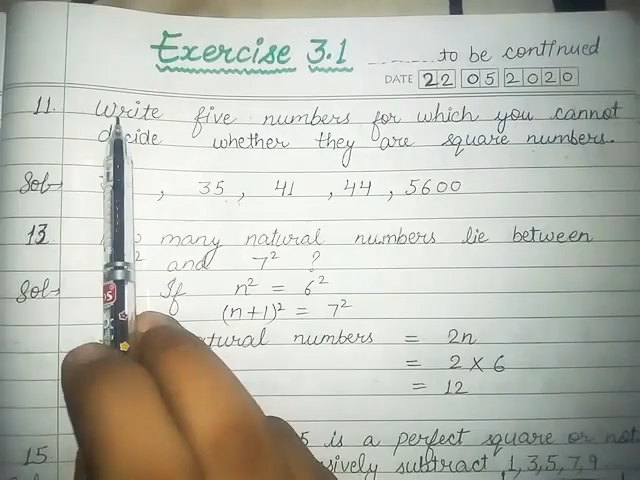 Exercise 3.1 ........ to be continued
DATE 22 05 2020
11. Write five numbers for which you cannot
decide whether they are square numbers.
Sol- , 35, 41, 44, 5600
13 many natural numbers lie between
² and 7² ?
Sol- If n² = 6²
(n+1)² = 7²
natural numbers = 2n
= 2 × 6
= 12
5 is a perfect square or not
15 subtract 1, 3, 5, 7, 9